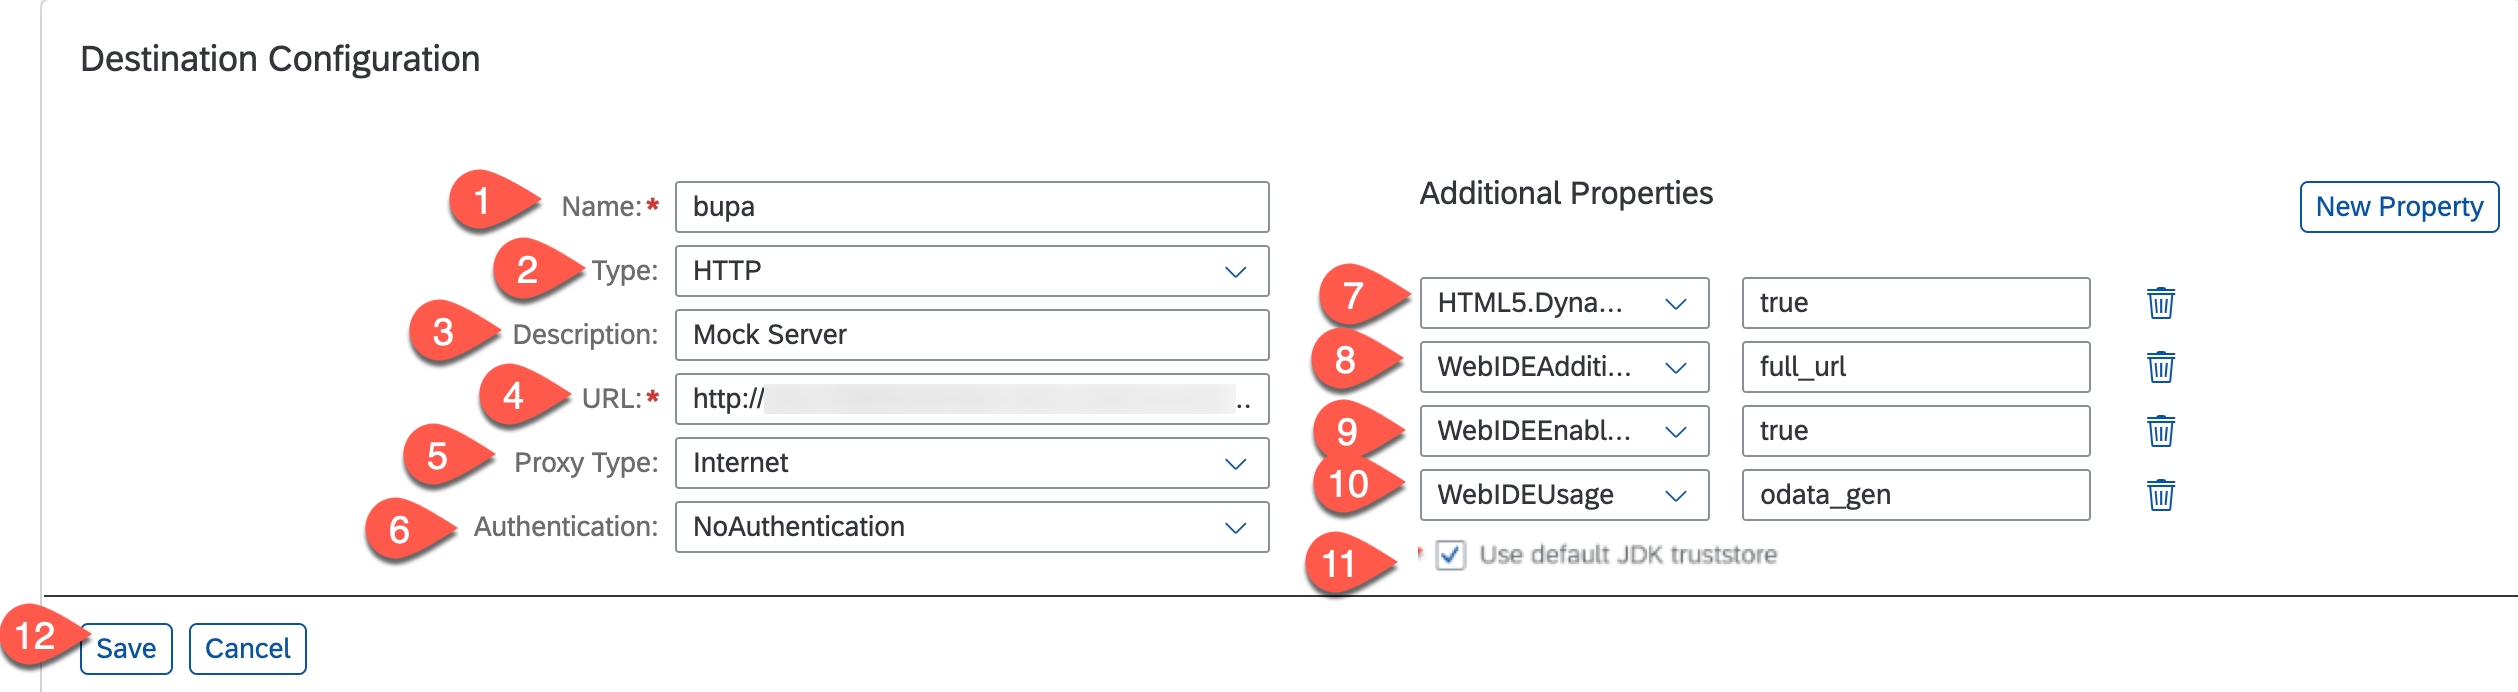 Destination Configuration
1 Name:* bupa
2 Type: HTTP
3 Description: Mock Server
4 URL:* http:// ..
5 Proxy Type: Internet
6 Authentication: NoAuthentication
Additional Properties
New Property
7 HTML5.Dyna... true
8 WebIDEAdditi... full_url
9 WebIDEEnabl... true
10 WebIDEUsage odata_gen
11 Use default JDK truststore
12 Save Cancel